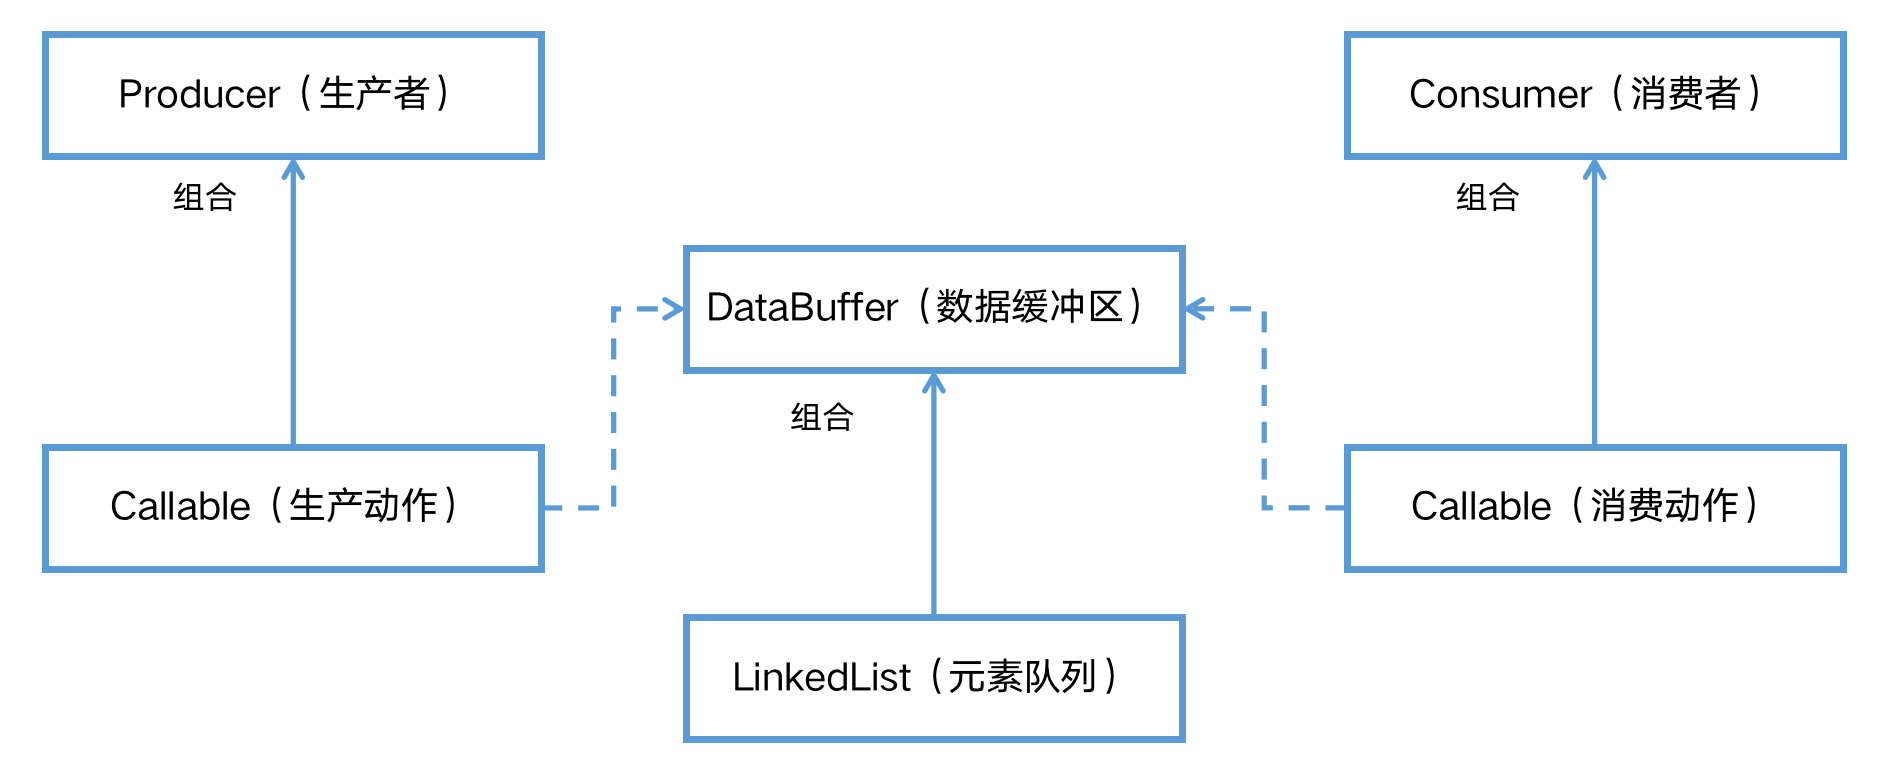 Producer（生产者）
Consumer（消费者）
组合
组合
DataBuffer（数据缓冲区）
组合
Callable（生产动作）
Callable（消费动作）
LinkedList（元素队列）